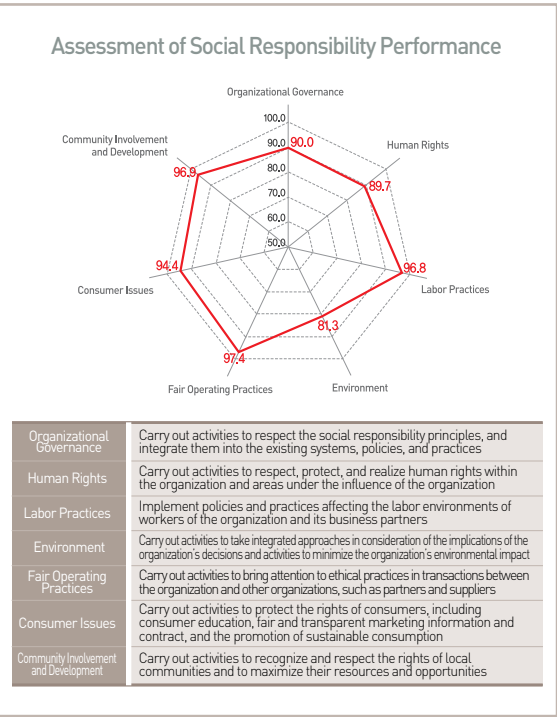 Assessment of Social Responsibility Performance
Organizational Governance
100.0
90.0
90.0
80.0
70.0
60.0
50.0
Human Rights
89.7
96.8
Labor Practices
81.3
Environment
97.4
Fair Operating Practices
94.4
Consumer Issues
96.9
Community Involvement
and Development
Organizational
Governance
Carry out activities to respect the social responsibility principles, and
integrate them into the existing systems, policies, and practices
Human Rights
Carry out activities to respect, protect, and realize human rights within
the organization and areas under the influence of the organization
Labor Practices
Implement policies and practices affecting the labor environments of
workers of the organization and its business partners
Environment
Carry out activities to take integrated approaches in consideration of the implications of the
organization's decisions and activities to minimize the organization's environmental impact
Fair Operating
Practices
Carry out activities to bring attention to ethical practices in transactions between
the organization and other organizations, such as partners and suppliers
Consumer Issues
Carry out activities to protect the rights of consumers, including
consumer education, fair and transparent marketing information and
contract, and the promotion of sustainable consumption
Community Involvement
and Development
Carry out activities to recognize and respect the rights of local
communities and to maximize their resources and opportunities